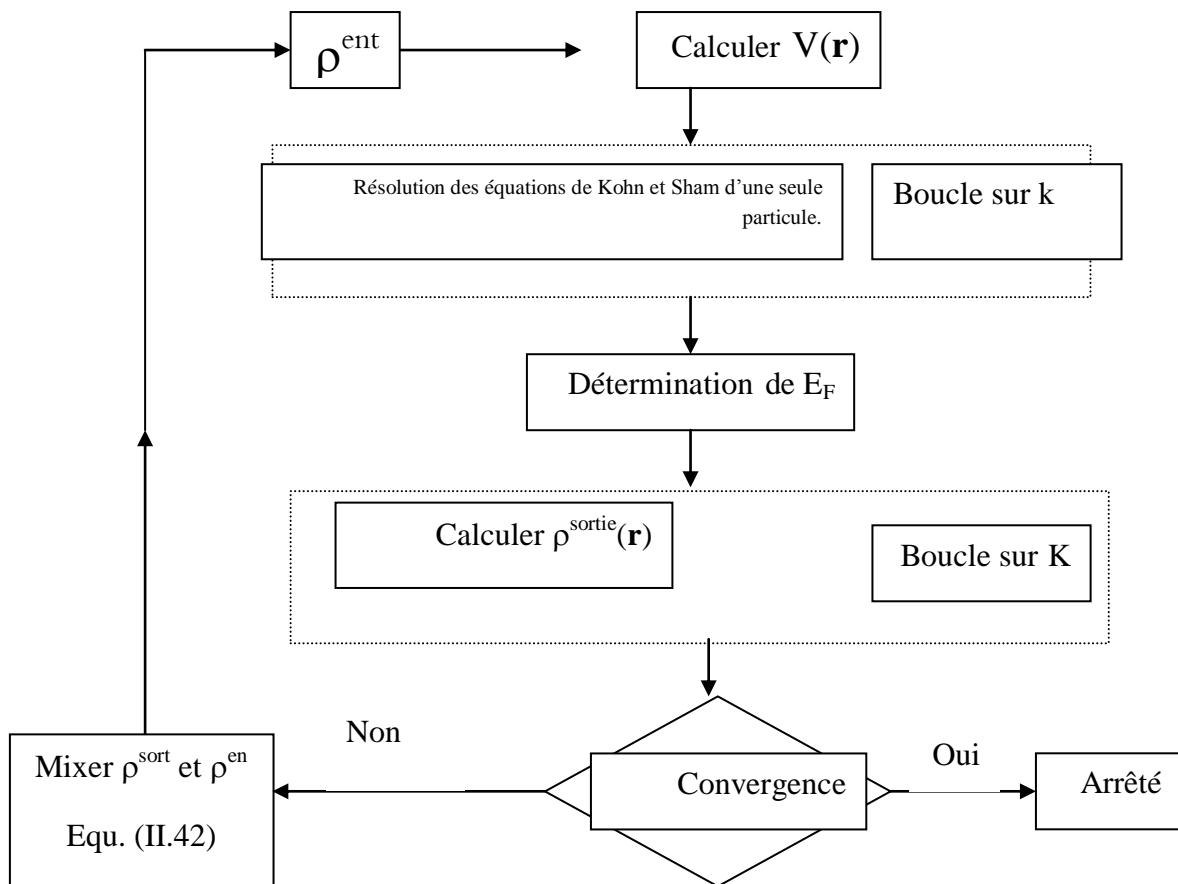 ρ^ent
Calculer V(r)
Résolution des équations de Kohn et Sham d’une seule
particule.
Boucle sur k
Détermination de E_F
Calculer ρ^sortie(r)
Boucle sur K
Non
Oui
Mixer ρ^sort et ρ^en
Equ. (II.42)
Convergence
Arrêté